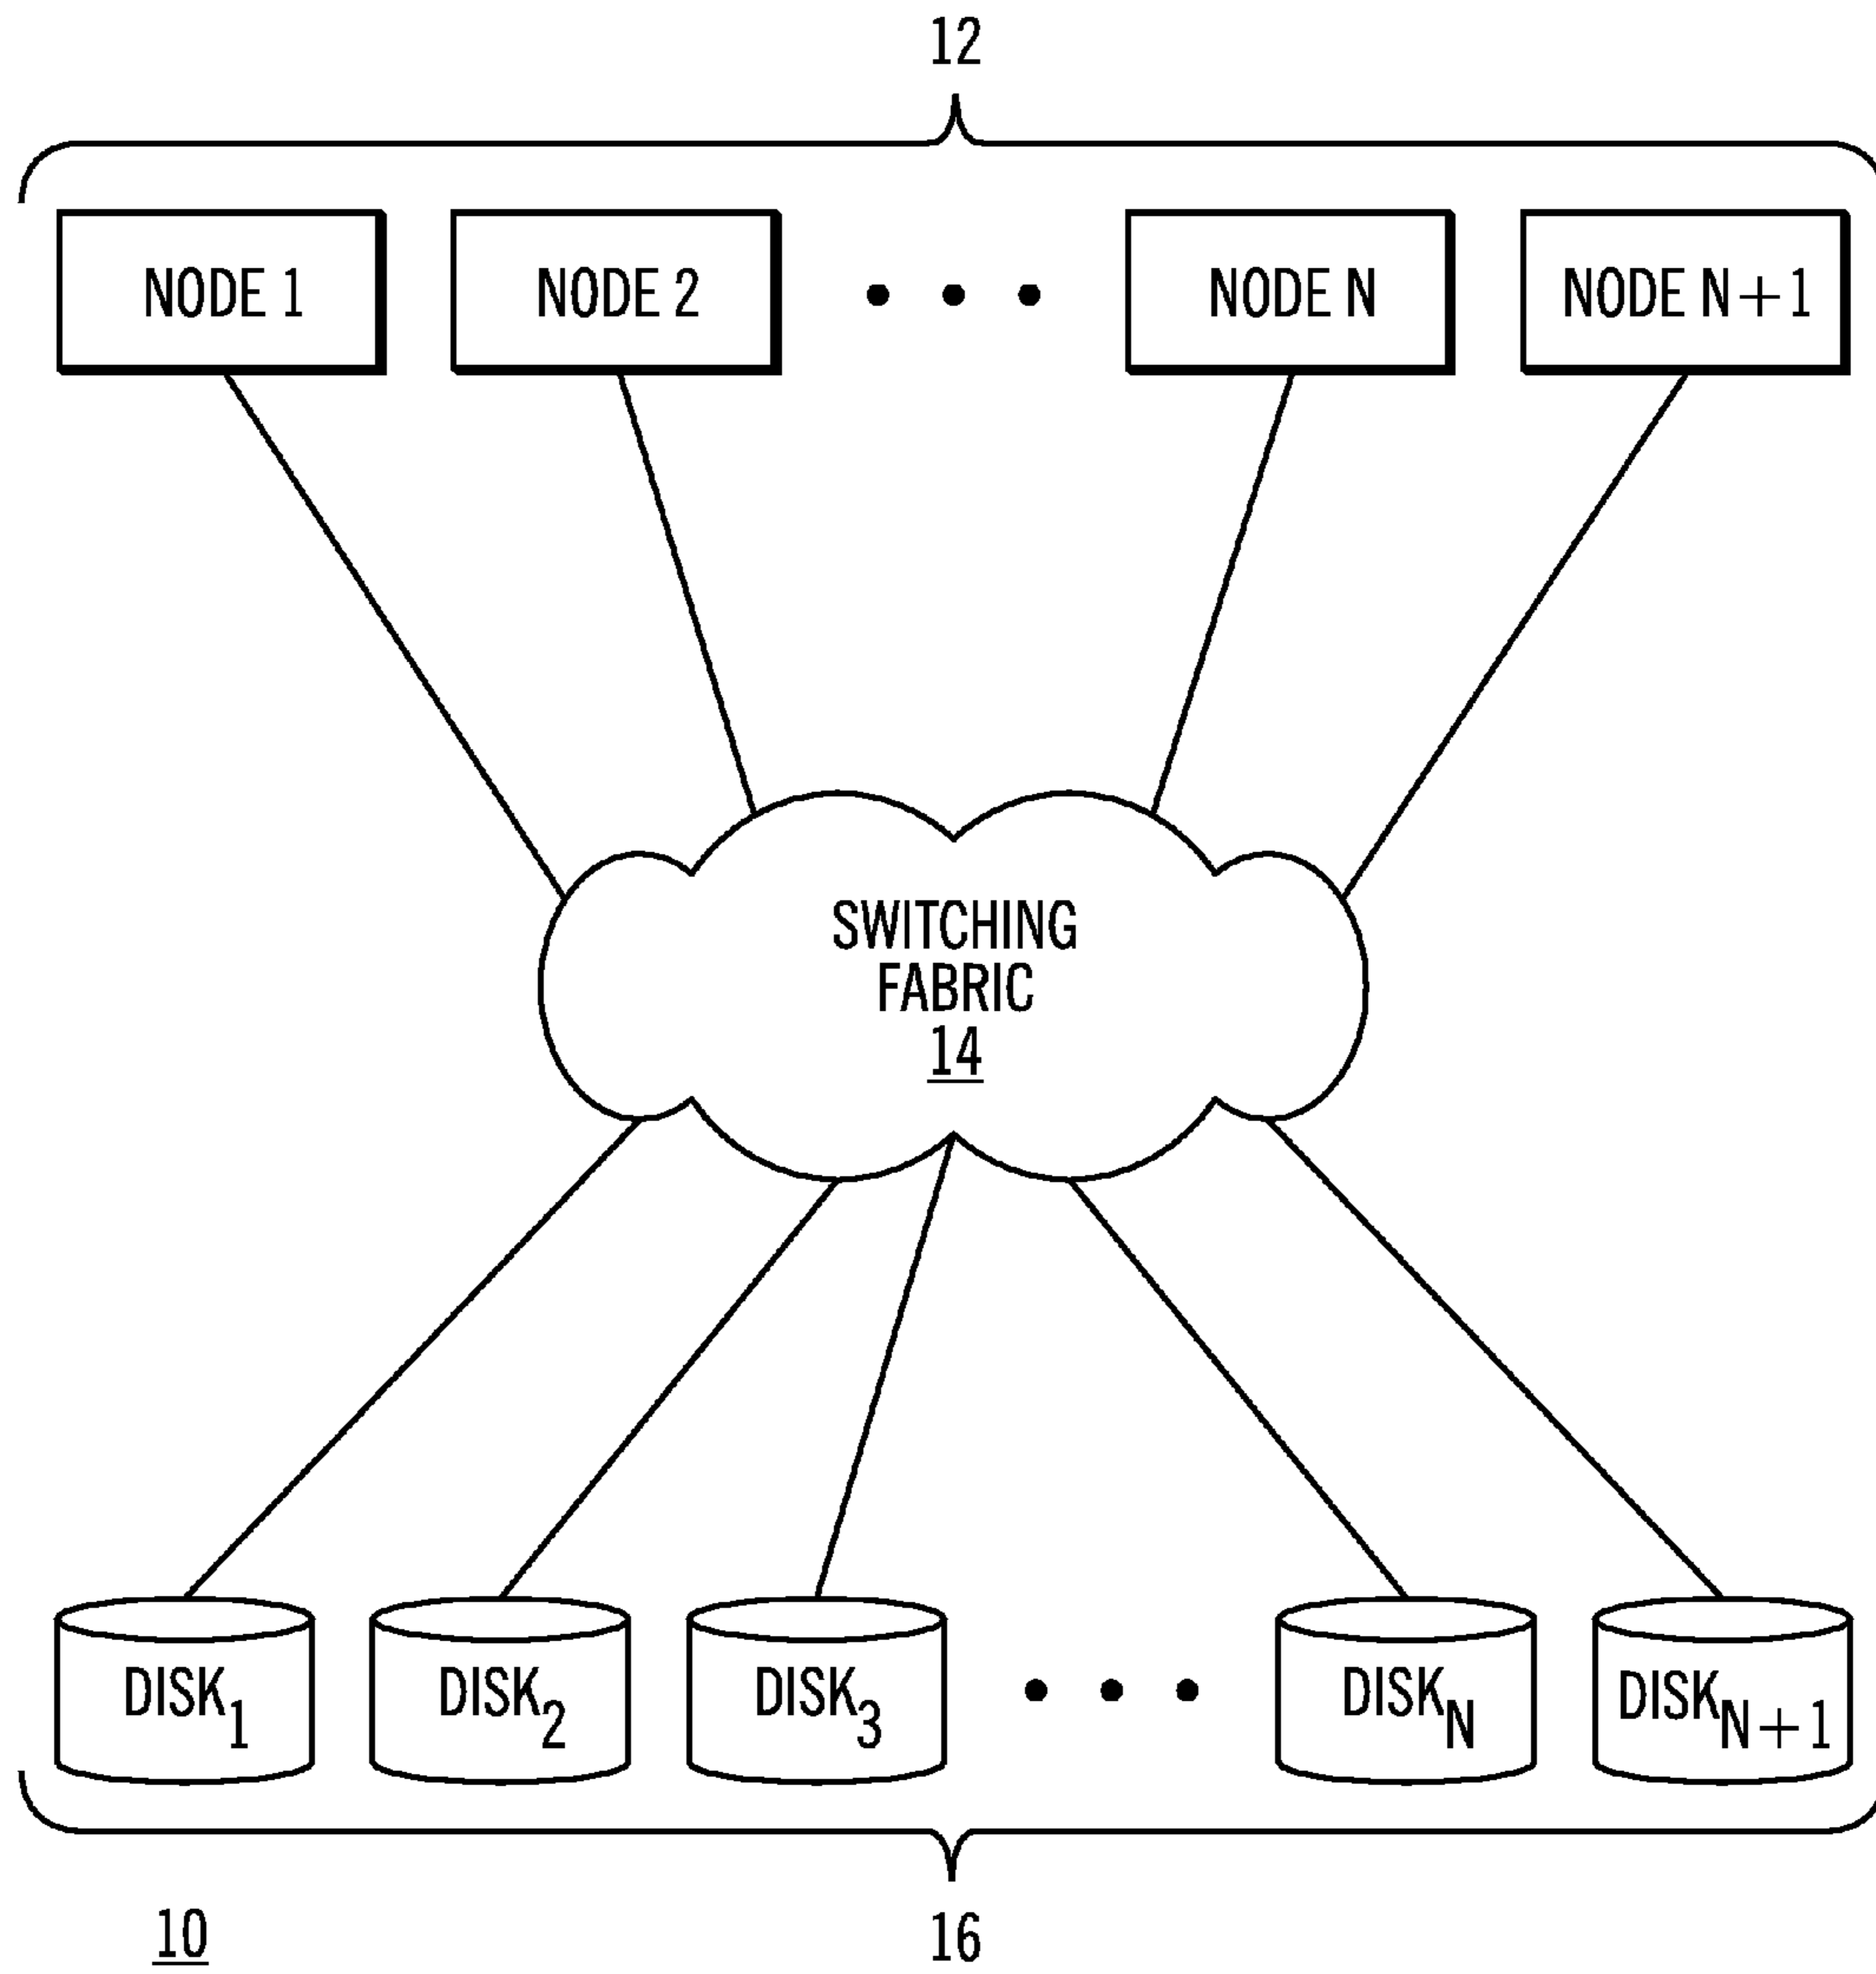 12
NODE 1 NODE 2 • • • NODE N NODE N+1
SWITCHING
FABRIC
14
DISK1 DISK2 DISK3 • • • DISKN DISKN+1
10 16